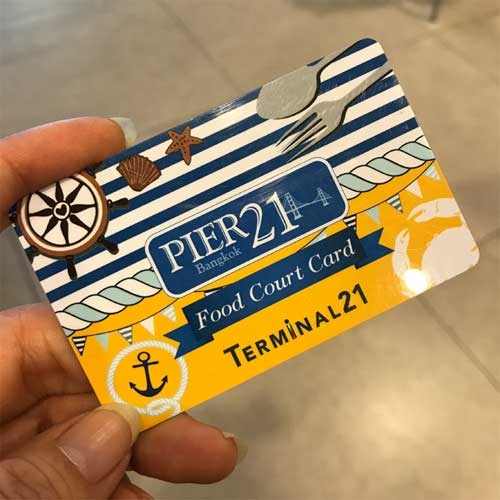 PIER21
Bangkok
Food Court Card
TERMINAL21